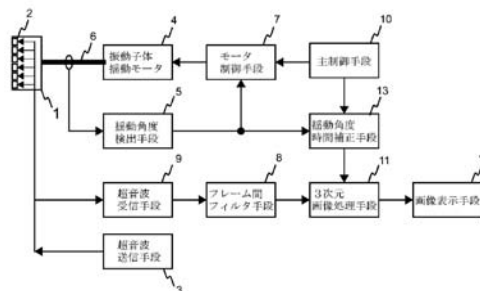 2
4
振動子体
揺動モータ
6
7
モータ
制御手段
10
主制御手段
1
5
揺動角度
検出手段
13
揺動角度
時間補正手段
9
超音波
受信手段
8
フレーム間
フィルタ手段
11
3次元
画像処理手段
画像表示手段
超音波
送信手段
3